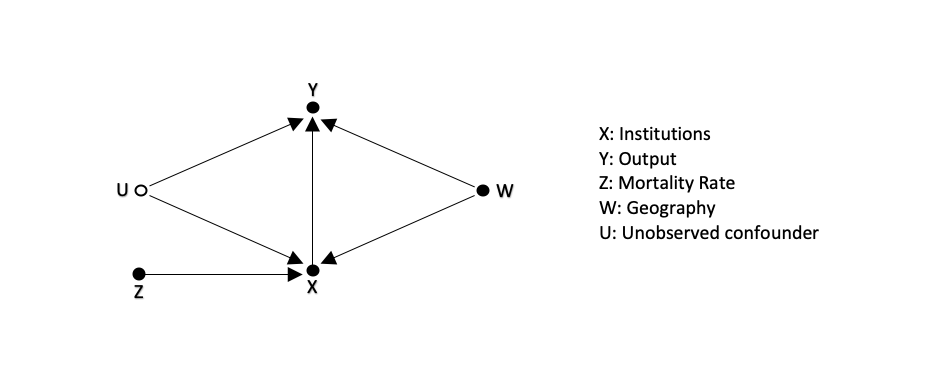 Y
U
W
Z
X
X: Institutions
Y: Output
Z: Mortality Rate
W: Geography
U: Unobserved confounder